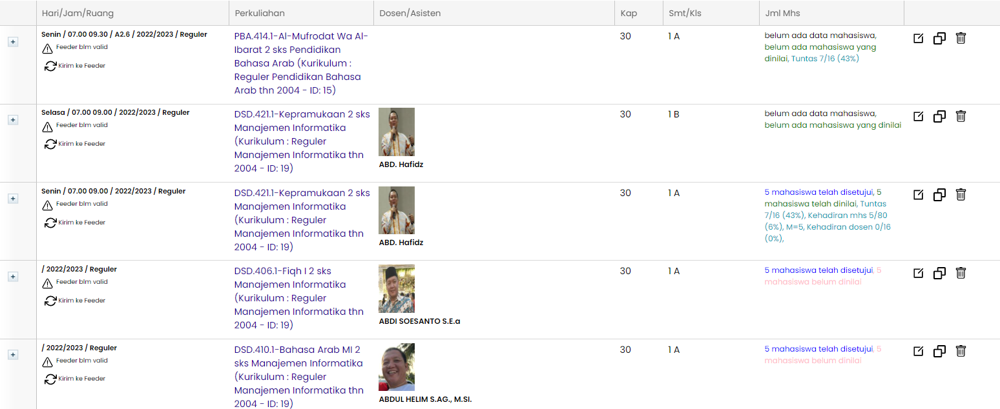 Hari/Jam/Ruang
Perkuliahan
Dosen/Asisten
Kap
Smt/Kls
Jml Mhs
Senin / 07.00 09.30 / A2.6 / 2022/2023 / Reguler
Feeder blm valid
Kirim ke Feeder
PBA.414.1-Al-Mufrodat Wa Al-
Ibarat 2 sks Pendidikan
Bahasa Arab (Kurikulum :
Reguler Pendidikan Bahasa
Arab thn 2004 - ID: 15)
30
1 A
belum ada data mahasiswa,
belum ada mahasiswa yang
dinilai, Tuntas 7/16 (43%)
Selasa / 07.00 09.00 / 2022/2023 / Reguler
Feeder blm valid
Kirim ke Feeder
DSD.421.1-Kepramukaan 2 sks
Manajemen Informatika
(Kurikulum : Reguler
Manajemen Informatika thn
2004 - ID: 19)
ABD. Hafidz
30
1 B
belum ada data mahasiswa,
belum ada mahasiswa yang dinilai
Senin / 07.00 09.00 / 2022/2023 / Reguler
Feeder blm valid
Kirim ke Feeder
DSD.421.1-Kepramukaan 2 sks
Manajemen Informatika
(Kurikulum : Reguler
Manajemen Informatika thn
2004 - ID: 19)
ABD. Hafidz
30
1 A
5 mahasiswa telah disetujui, 5
mahasiswa telah dinilai, Tuntas
7/16 (43%), Kehadiran mhs 5/80
(6%), M=5, Kehadiran dosen 0/16
(0%),
/ 2022/2023 / Reguler
Feeder blm valid
Kirim ke Feeder
DSD.406.1-Fiqh I 2 sks
Manajemen Informatika
(Kurikulum : Reguler
Manajemen Informatika thn
2004 - ID: 19)
ABDI SOESANTO S.E.a
30
1 A
5 mahasiswa telah disetujui, 5
mahasiswa belum dinilai
/ 2022/2023 / Reguler
Feeder blm valid
Kirim ke Feeder
DSD.410.1-Bahasa Arab MI 2
sks Manajemen Informatika
(Kurikulum : Reguler
Manajemen Informatika thn
2004 - ID: 19)
ABDUL HELIM S.AG., M.SI.
30
1 A
5 mahasiswa telah disetujui, 5
mahasiswa belum dinilai